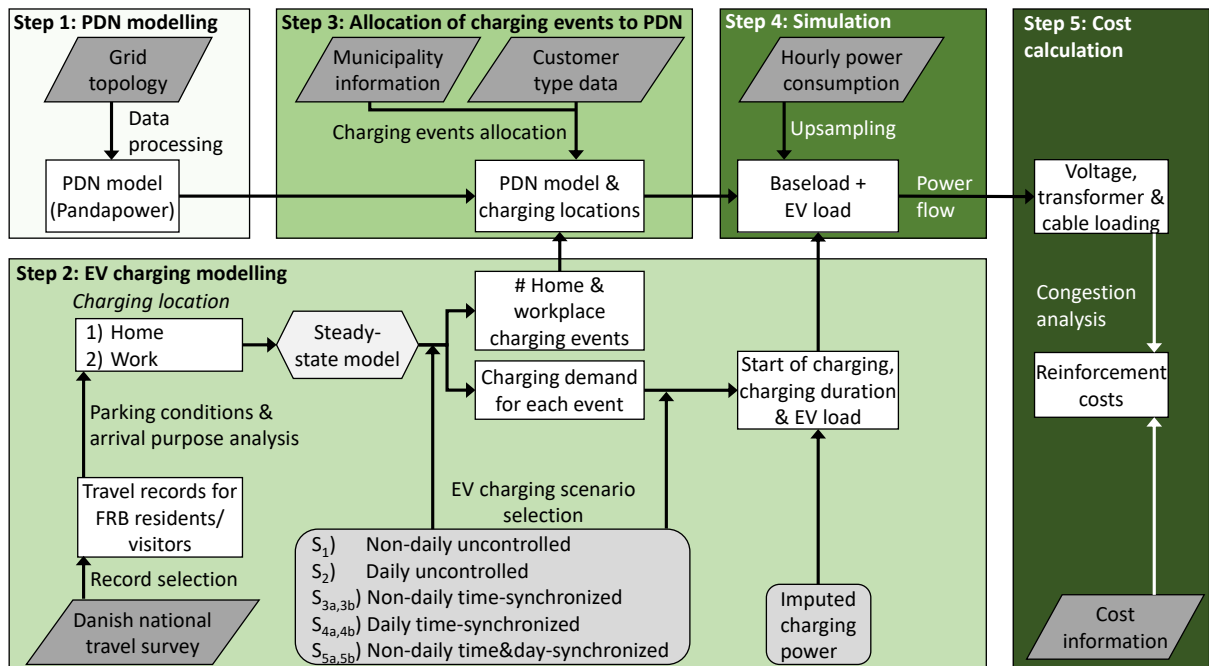 Step 1: PDN modelling
Grid
topology
Data
processing
PDN model
(Pandapower)
Step 3: Allocation of charging events to PDN
Municipality
information
Customer
type data
Charging events allocation
PDN model &
charging locations
Step 4: Simulation
Hourly power
consumption
Upsampling
Baseload +
EV load
Power
flow
Step 5: Cost
calculation
Voltage,
transformer &
cable loading
Congestion
analysis
Reinforcement
costs
Cost
information
Step 2: EV charging modelling
Charging location
1) Home
2) Work
Steady-
state model
# Home &
workplace
charging events
Charging demand
for each event
Start of charging,
charging duration
& EV load
Parking conditions &
arrival purpose analysis
Travel records for
FRB residents/
visitors
Record selection
Danish national
travel survey
EV charging scenario
selection
S1) Non-daily uncontrolled
S2) Daily uncontrolled
S3a,3b) Non-daily time-synchronized
S4a,4b) Daily time-synchronized
S5a,5b) Non-daily time&day-synchronized
Imputed
charging
power